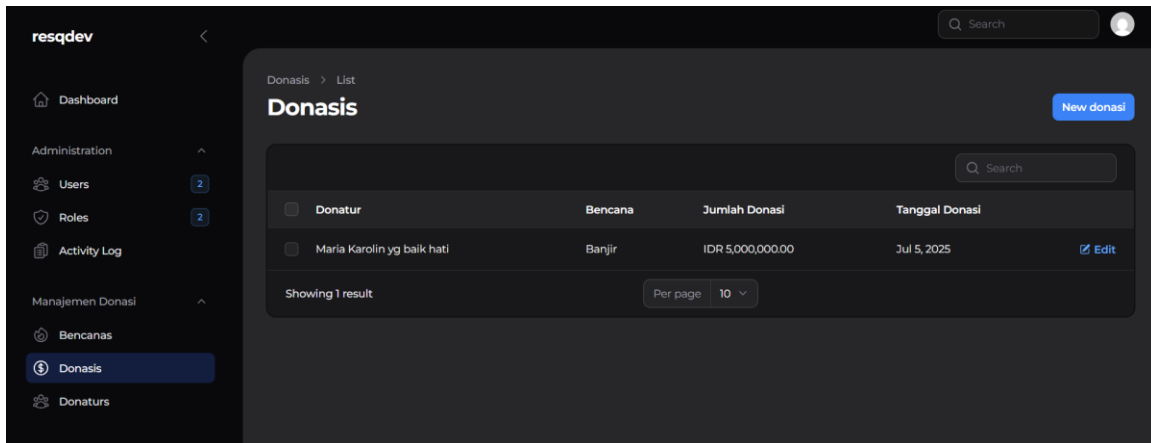 resqdev
Search
Dashboard
Administration
Users 2
Roles 2
Activity Log
Manajemen Donasi
Bencanas
Donasis
Donaturs
Donasis > List
Donasis
New donasi
Search
Donatur Bencana Jumlah Donasi Tanggal Donasi
Maria Karolin yg baik hati Banjir IDR 5,000,000.00 Jul 5, 2025 Edit
Showing 1 result Per page 10